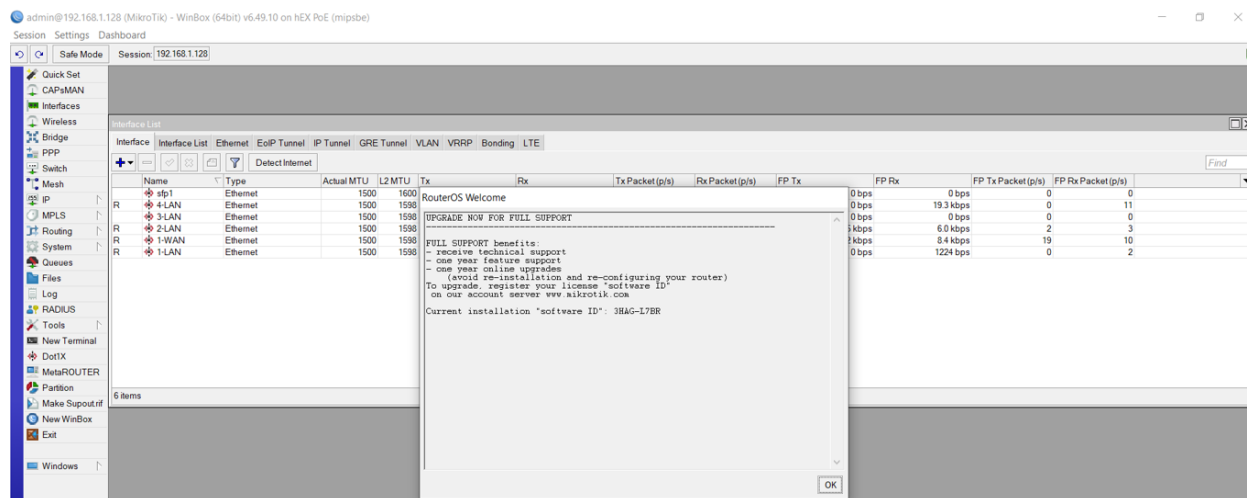 admin@192.168.1.128 (MikroTik) - WinBox (64bit) v6.49.10 on hEX PoE (mipsbe)
Session Settings Dashboard
Safe Mode Session: 192.168.1.128
Quick Set
CAPsMAN
Interfaces
Wireless
Bridge
PPP
Switch
Mesh
IP
MPLS
Routing
System
Queues
Files
Log
RADIUS
Tools
New Terminal
Dot1X
MetaROUTER
Partition
Make Supout.rif
New WinBox
Exit
Windows
Interface List
Interface Interface List Ethernet EoIP Tunnel IP Tunnel GRE Tunnel VLAN VRRP Bonding LTE
Detect Internet Find
Name Type Actual MTU L2 MTU Tx Rx Tx Packet (p/s) Rx Packet (p/s) FP Tx FP Rx FP Tx Packet (p/s) FP Rx Packet (p/s)
sfp1 Ethernet 1500 1600 0 bps 0 bps 0 0
R 4-LAN Ethernet 1500 1598 0 bps 19.3 kbps 0 11
3-LAN Ethernet 1500 1598 0 bps 0 bps 0 0
R 2-LAN Ethernet 1500 1598 kbps 6.0 kbps 2 3
R 1-WAN Ethernet 1500 1598 kbps 8.4 kbps 19 10
R 1-LAN Ethernet 1500 1598 0 bps 1224 bps 0 2
6 items
RouterOS Welcome
UPGRADE NOW FOR FULL SUPPORT
----------------------------------------------------------------------
FULL SUPPORT benefits:
- receive technical support
- one year feature support
- one year online upgrades
(avoid re-installation and re-configuring your router)
To upgrade, register your license "software ID"
on our account server www.mikrotik.com
Current installation "software ID": 3HAG-L7BR
OK